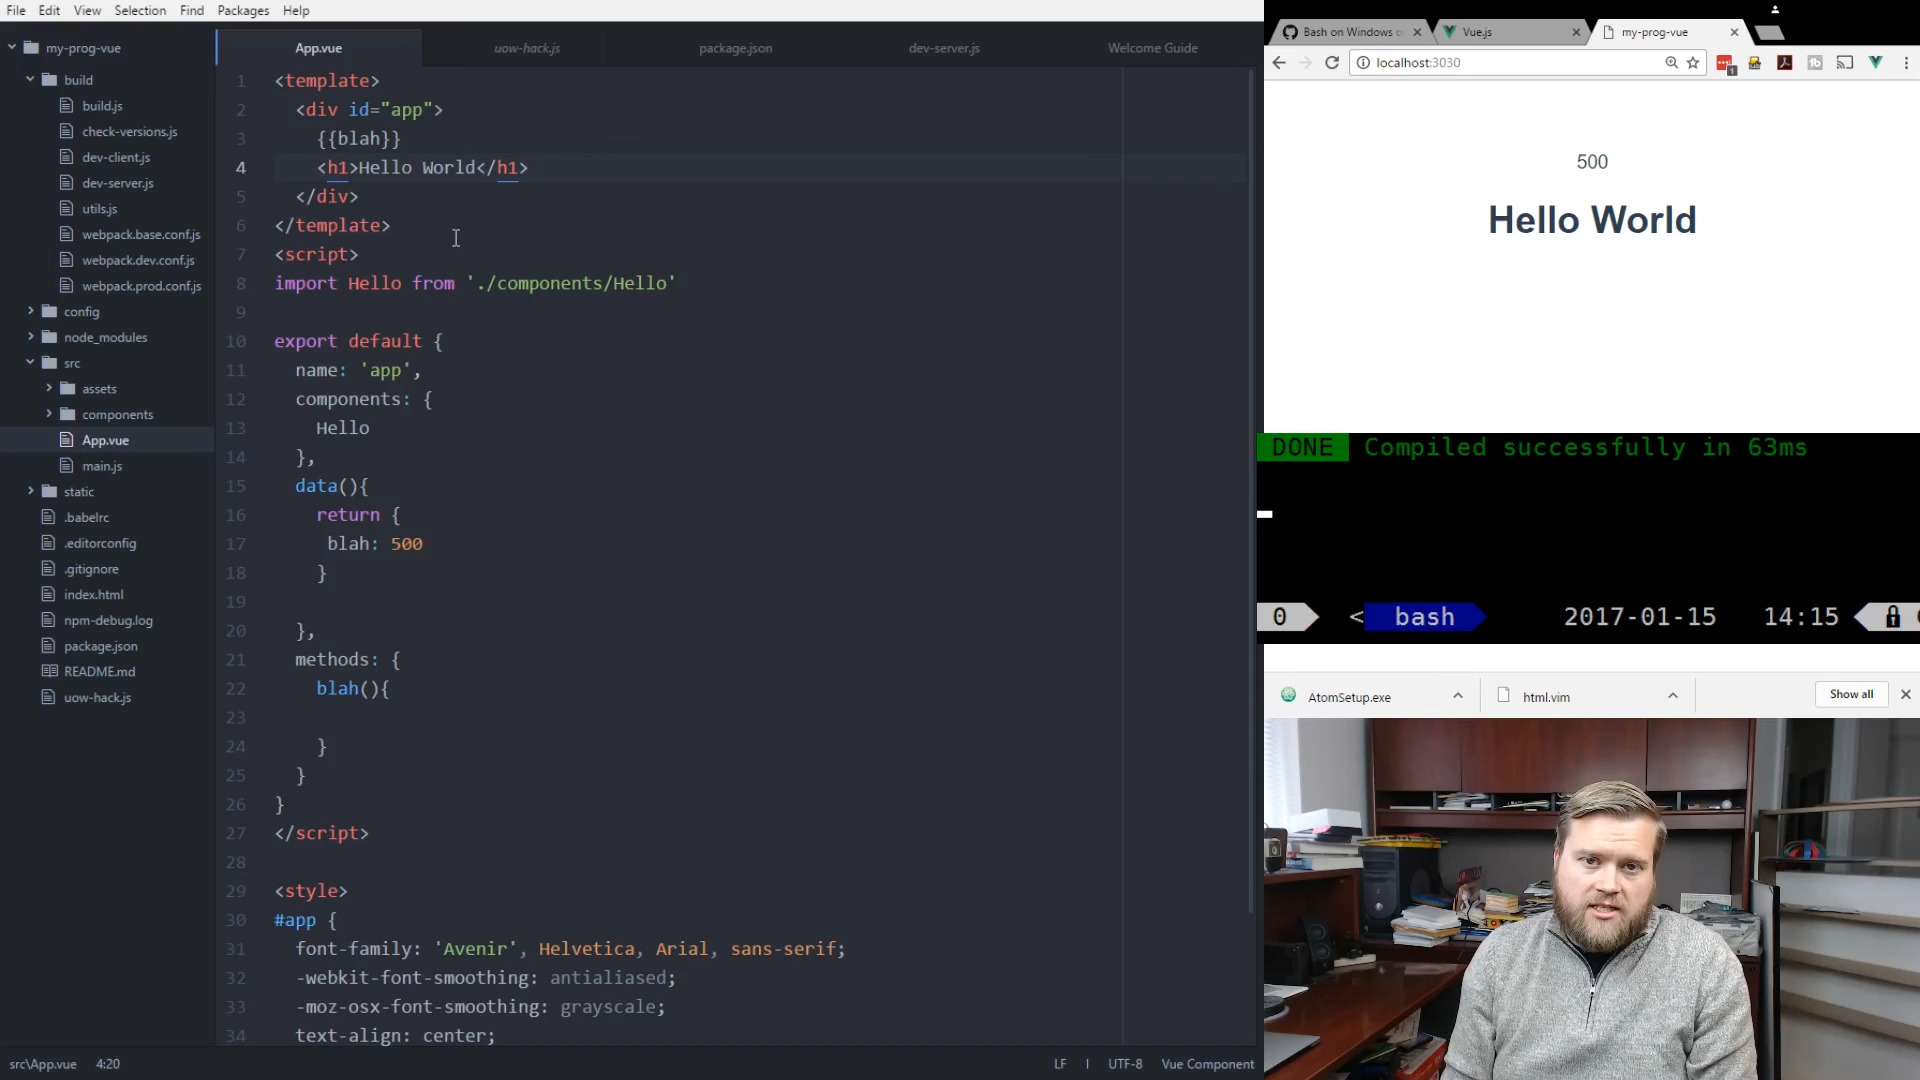 File Edit View Selection Find Packages Help
my-prog-vue
build
build.js
check-versions.js
dev-client.js
dev-server.js
utils.js
webpack.base.conf.js
webpack.dev.conf.js
webpack.prod.conf.js
config
node_modules
src
assets
components
App.vue
main.js
static
.babelrc
.editorconfig
.gitignore
index.html
npm-debug.log
package.json
README.md
uow-hack.js
App.vue uow-hack.js package.json dev-server.js Welcome Guide
1 <template>
2 <div id="app">
3 {{blah}}
4 <h1>Hello World</h1>
5 </div>
6 </template>
7 <script>
8 import Hello from './components/Hello'
9
10 export default {
11 name: 'app',
12 components: {
13 Hello
14 },
15 data(){
16 return {
17 blah: 500
18 }
19
20 },
21 methods: {
22 blah(){
23
24 }
25 }
26 }
27 </script>
28
29 <style>
30 #app {
31 font-family: 'Avenir', Helvetica, Arial, sans-serif;
32 -webkit-font-smoothing: antialiased;
33 -moz-osx-font-smoothing: grayscale;
34 text-align: center;
src\App.vue 4:20 LF UTF-8 Vue Component
Bash on Windows Vue.js my-prog-vue
localhost:3030
500
Hello World
DONE Compiled successfully in 63ms
0 < bash 2017-01-15 14:15
AtomSetup.exe html.vim Show all